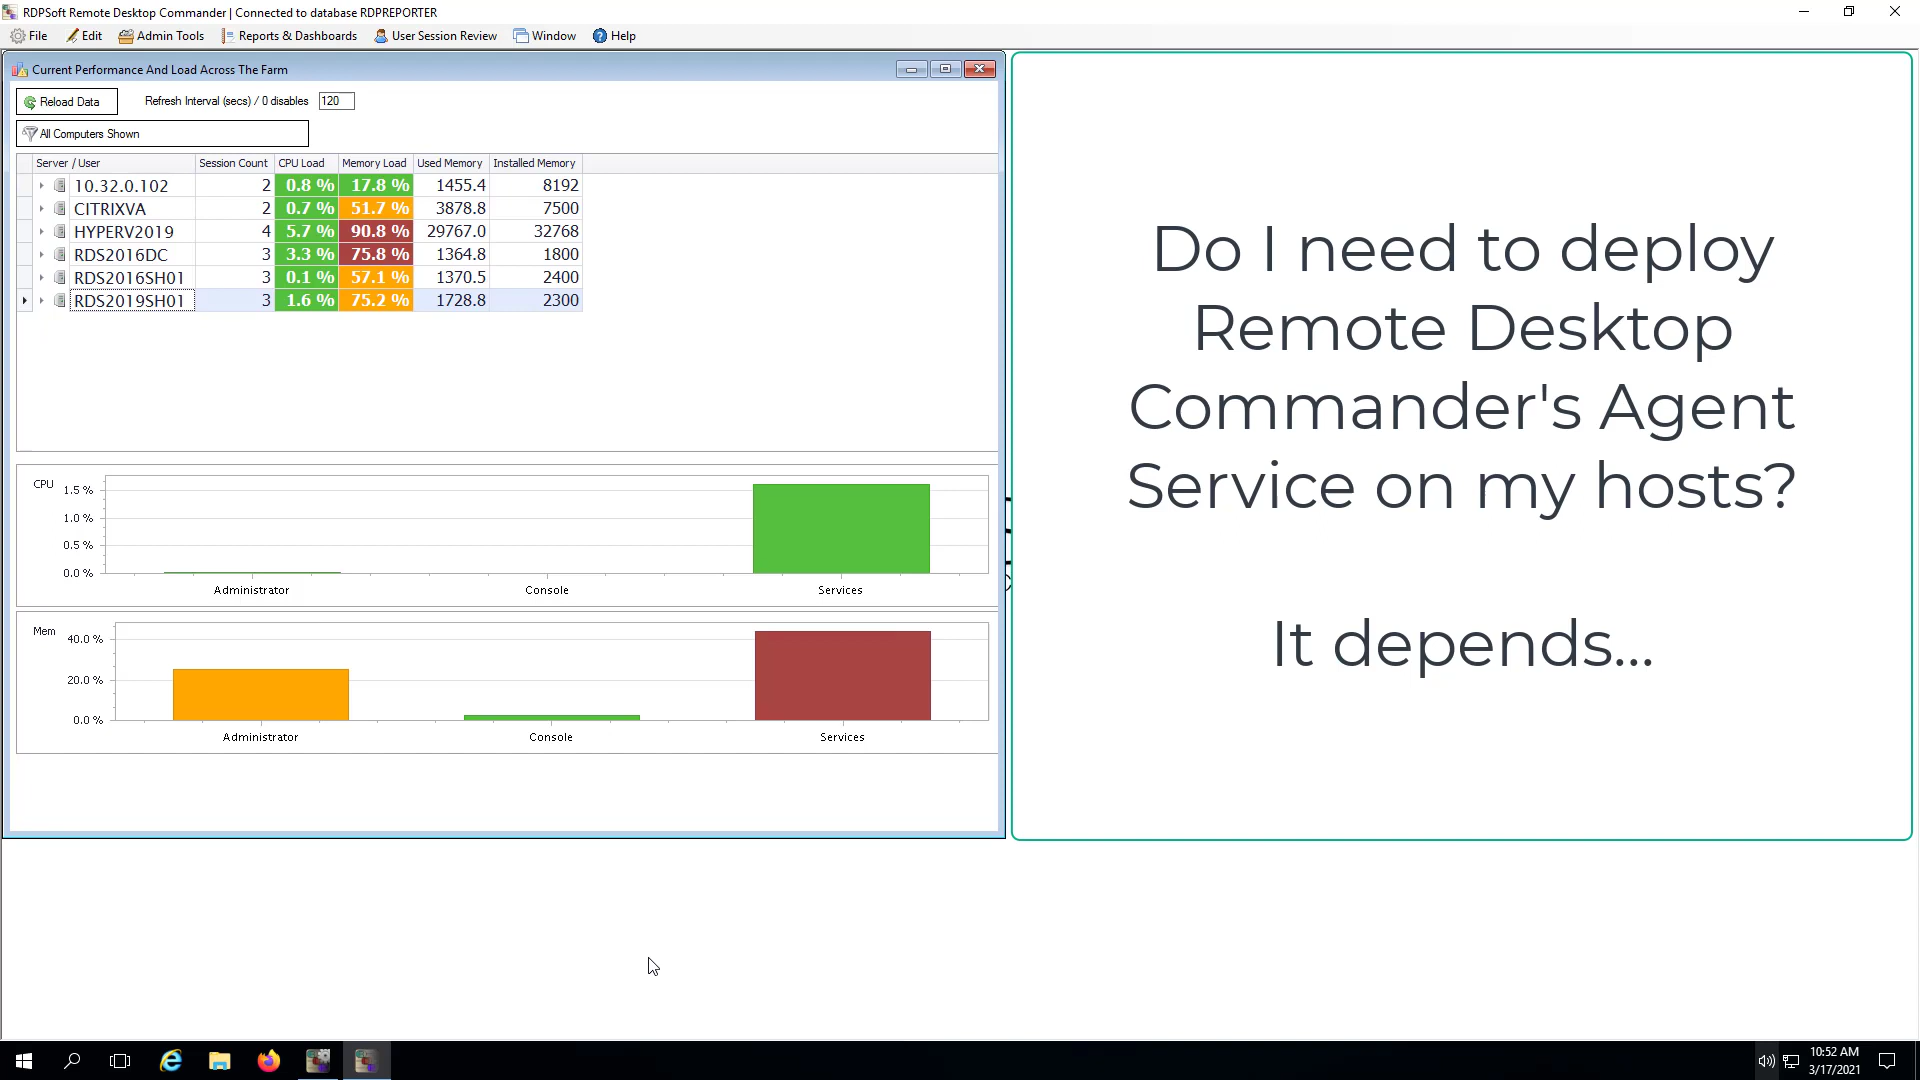 RDPSoft Remote Desktop Commander | Connected to database RDPREPORTER
File Edit Admin Tools Reports & Dashboards User Session Review Window Help
Current Performance And Load Across The Farm
Reload Data Refresh Interval (secs) / 0 disables 120
All Computers Shown
Server / User Session Count CPU Load Memory Load Used Memory Installed Memory
10.32.0.102 2 0.8 % 17.8 % 1455.4 8192
CITRIXVA 2 0.7 % 51.7 % 3878.8 7500
HYPERV2019 4 5.7 % 90.8 % 29767.0 32768
RDS2016DC 3 3.3 % 75.8 % 1364.8 1800
RDS2016SH01 3 0.1 % 57.1 % 1370.5 2400
RDS2019SH01 3 1.6 % 75.2 % 1728.8 2300
CPU
1.5 %
1.0 %
0.5 %
0.0 %
Administrator Console Services
Mem
40.0 %
20.0 %
0.0 %
Administrator Console Services
Do I need to deploy
Remote Desktop
Commander's Agent
Service on my hosts?
It depends...
10:52 AM
3/17/2021